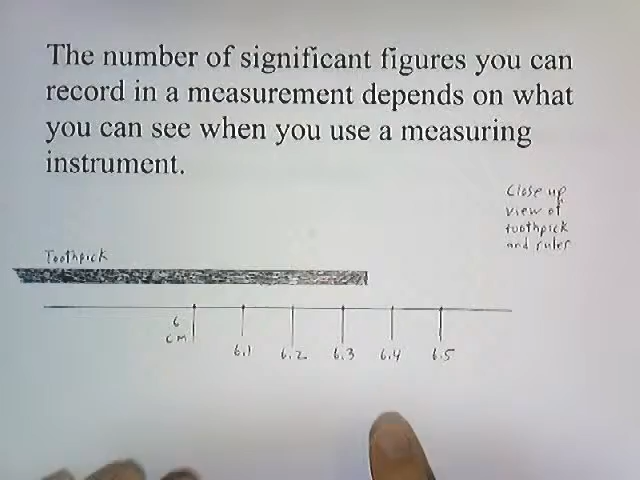 The number of significant figures you can
record in a measurement depends on what
you can see when you use a measuring
instrument.
Close up
view of
toothpick
and ruler
Toothpick
6
cm
6.1 6.2 6.3 6.4 6.5